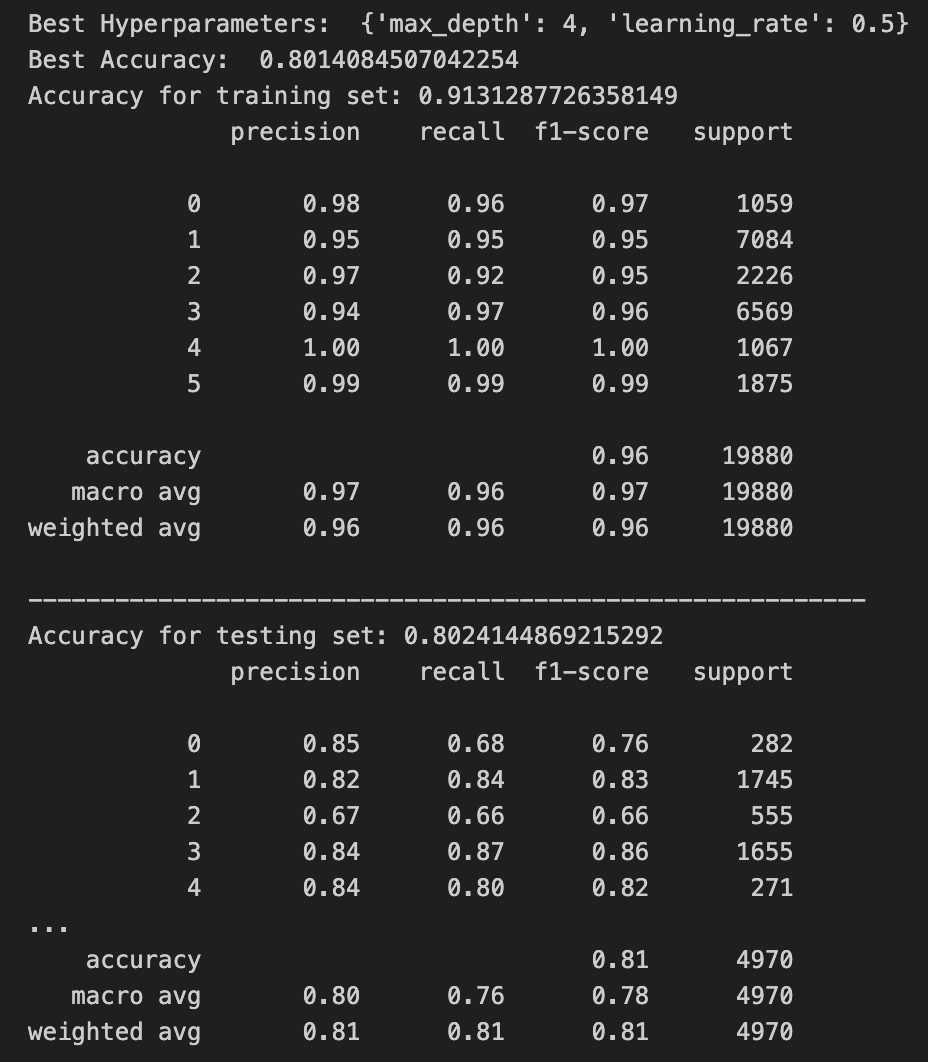 Best Hyperparameters:  {'max_depth': 4, 'learning_rate': 0.5}
Best Accuracy:  0.8014084507042254
Accuracy for training set: 0.9131287726358149
              precision    recall  f1-score   support

           0       0.98      0.96      0.97      1059
           1       0.95      0.95      0.95      7084
           2       0.97      0.92      0.95      2226
           3       0.94      0.97      0.96      6569
           4       1.00      1.00      1.00      1067
           5       0.99      0.99      0.99      1875

    accuracy                           0.96     19880
   macro avg       0.97      0.96      0.97     19880
weighted avg       0.96      0.96      0.96     19880

----------------------------------------------------------
Accuracy for testing set: 0.8024144869215292
              precision    recall  f1-score   support

           0       0.85      0.68      0.76       282
           1       0.82      0.84      0.83      1745
           2       0.67      0.66      0.66       555
           3       0.84      0.87      0.86      1655
           4       0.84      0.80      0.82       271
...
    accuracy                           0.81      4970
   macro avg       0.80      0.76      0.78      4970
weighted avg       0.81      0.81      0.81      4970